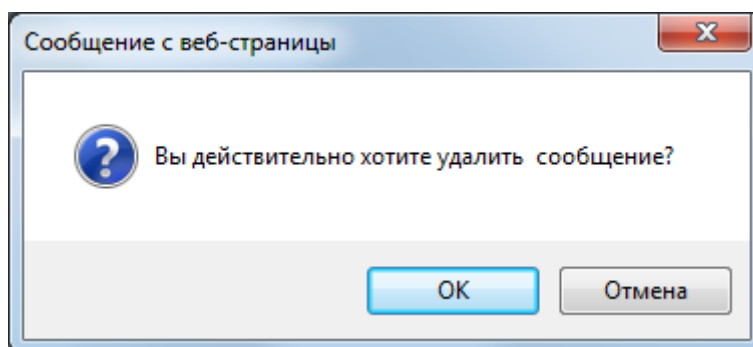 Сообщение с веб-страницы
Вы действительно хотите удалить  сообщение?
OK
Отмена